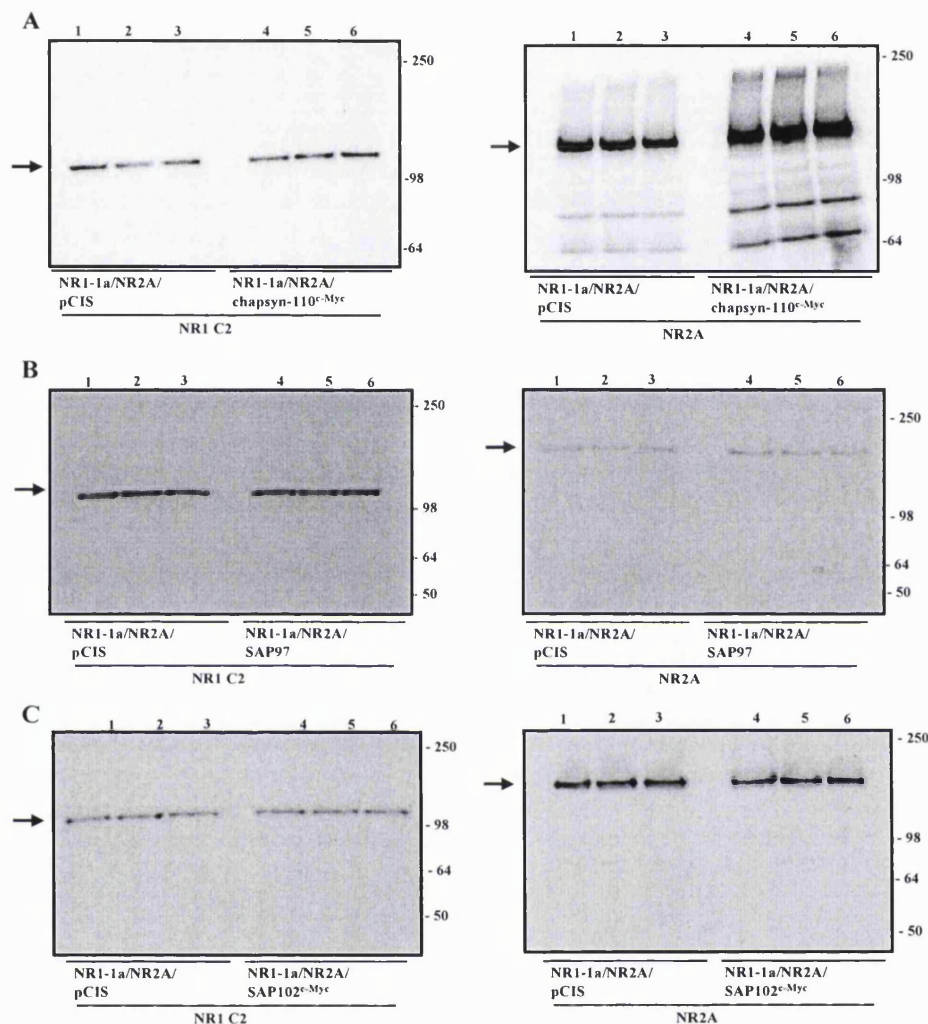 A
1 2 3 4 5 6
- 250
-98
-64
NR1-1a/NR2A/
pCIS
NR1-1a/NR2A/
chapsyn-110c-Myc
NR1 C2
1 2 3 4 5 6
- 250
-98
- 64
NR1-1a/NR2A/
pCIS
NR1-1a/NR2A/
chapsyn-110c-Myc
NR2A
B
1 2 3 4 5 6
- 250
- 98
- 64
- 50
NR1-1a/NR2A/
pCIS
NR1-1a/NR2A/
SAP97
NR1 C2
1 2 3 4 5 6
- 250
- 98
- 64
- 50
NR1-1a/NR2A/
pCIS
NR1-1a/NR2A/
SAP97
NR2A
C
1 2 3 4 5 6
- 250
- 98
- 64
- 50
NR1-1a/NR2A/
pCIS
NR1-1a/NR2A/
SAP102c-Myc
NR1 C2
1 2 3 4 5 6
- 250
- 98
- 64
- 50
NR1-1a/NR2A/
pCIS
NR1-1a/NR2A/
SAP102c-Myc
NR2A